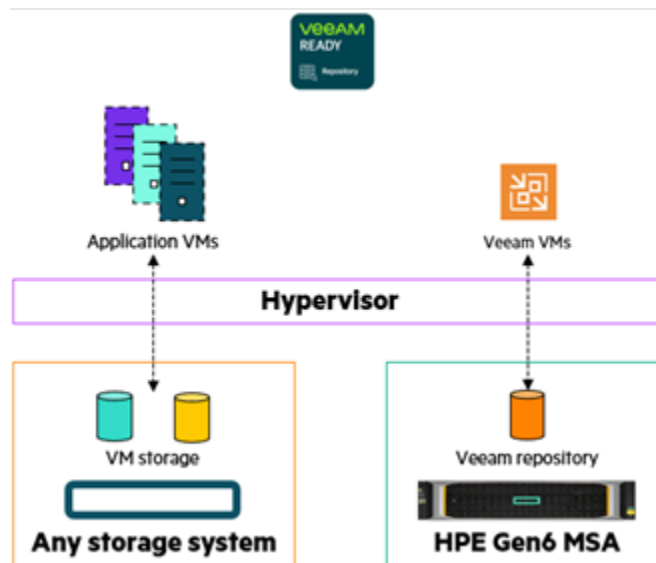 veeAM
READY
Repository
Application VMs
Veeam VMs
Hypervisor
VM storage
Veeam repository
Any storage system
HPE Gen6 MSA